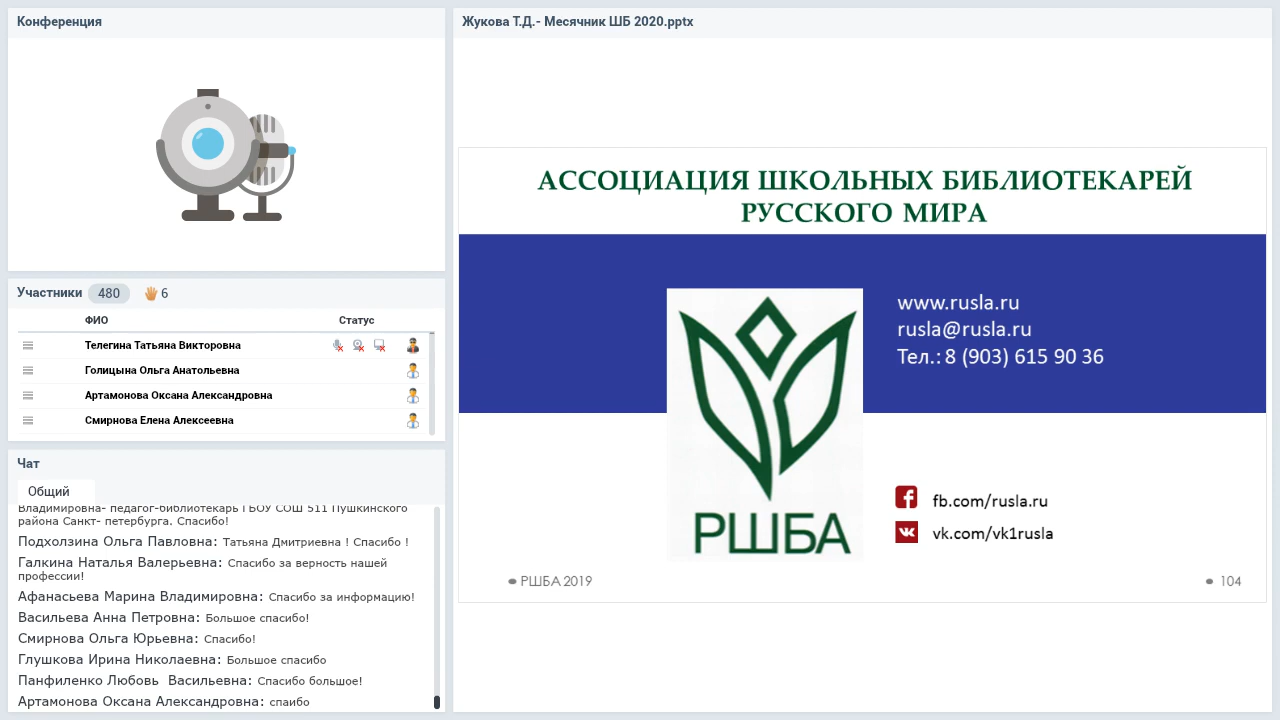 Конференция
Участники 480 6
ФИО Статус
Телегина Татьяна Викторовна
Голицына Ольга Анатольевна
Артамонова Оксана Александровна
Смирнова Елена Алексеевна
Чат
Общий
Владимировна- педагог-библиотекарь ГБОУ СОШ 511 Пушкинского
района Санкт- петербурга. Спасибо!
Подхолзина Ольга Павловна: Татьяна Дмитриевна ! Спасибо !
Галкина Наталья Валерьевна: Спасибо за верность нашей
профессии!
Афанасьева Марина Владимировна: Спасибо за информацию!
Васильева Анна Петровна: Большое спасибо!
Смирнова Ольга Юрьевна: Спасибо!
Глушкова Ирина Николаевна: Большое спасибо
Панфиленко Любовь  Васильевна: Спасибо большое!
Артамонова Оксана Александровна: спаибо
Жукова Т.Д.- Месячник ШБ 2020.pptx
АССОЦИАЦИЯ ШКОЛЬНЫХ БИБЛИОТЕКАРЕЙ
РУССКОГО МИРА
www.rusla.ru
rusla@rusla.ru
Тел.: 8 (903) 615 90 36
РШБА
fb.com/rusla.ru
vk.com/vk1rusla
РШБА 2019
104